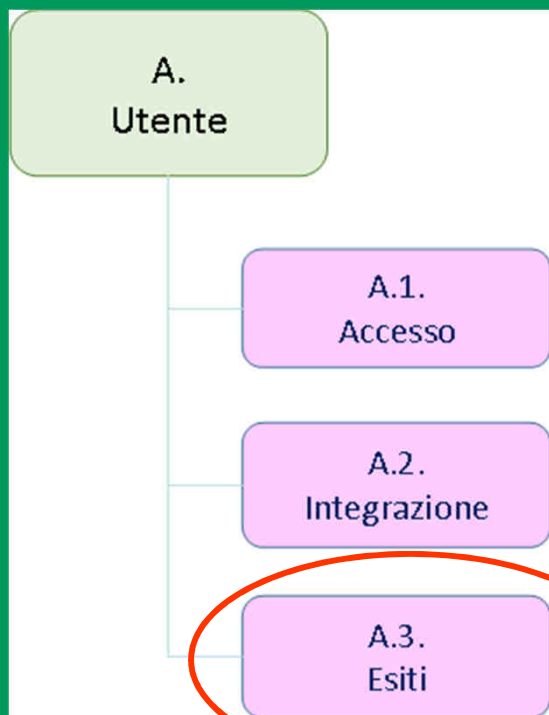 A.
Utente
A.1.
Accesso
A.2.
Integrazione
A.3.
Esiti